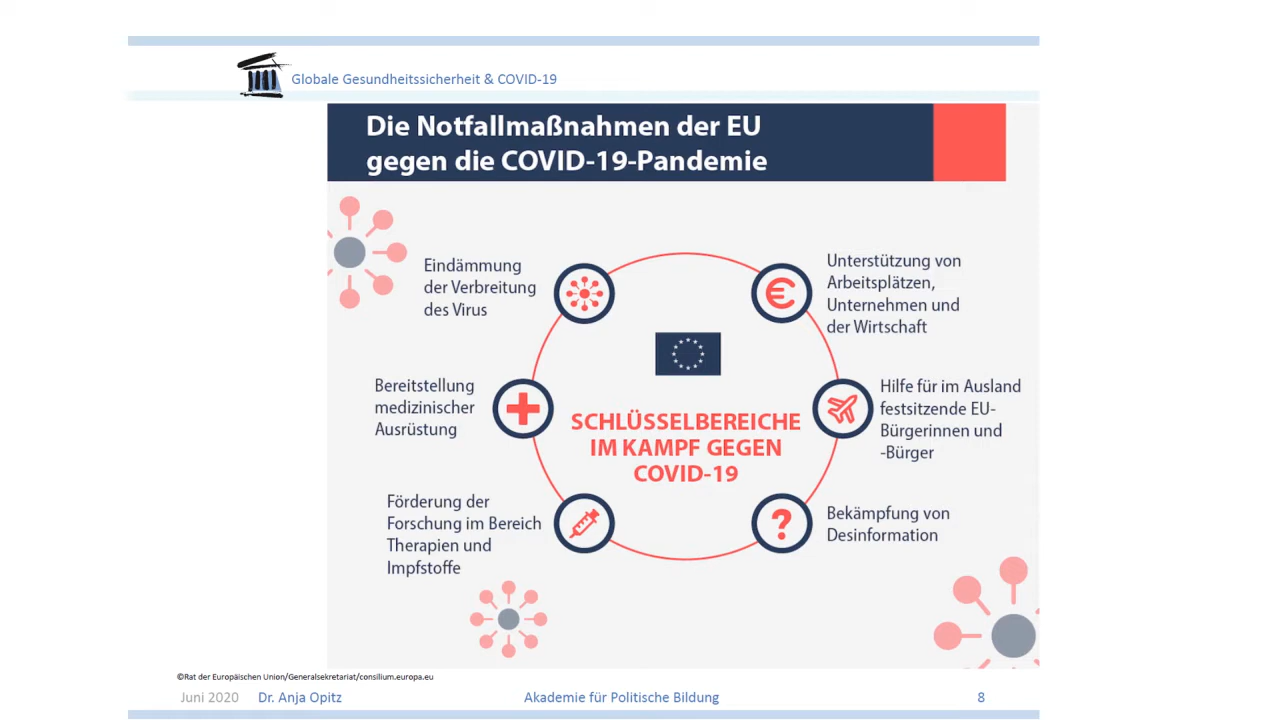 Globale Gesundheitssicherheit & COVID-19
Die Notfallmaßnahmen der EU
gegen die COVID-19-Pandemie
Eindämmung
der Verbreitung
des Virus
Unterstützung von
Arbeitsplätzen,
Unternehmen und
der Wirtschaft
Bereitstellung
medizinischer
Ausrüstung
Hilfe für im Ausland
festsitzende EU-
Bürgerinnen und
-Bürger
SCHLÜSSELBEREICHE
IM KAMPF GEGEN
COVID-19
Förderung der
Forschung im Bereich
Therapien und
Impfstoffe
Bekämpfung von
Desinformation
©Rat der Europäischen Union/Generalsekretariat/consilium.europa.eu
Juni 2020 Dr. Anja Opitz Akademie für Politische Bildung 8